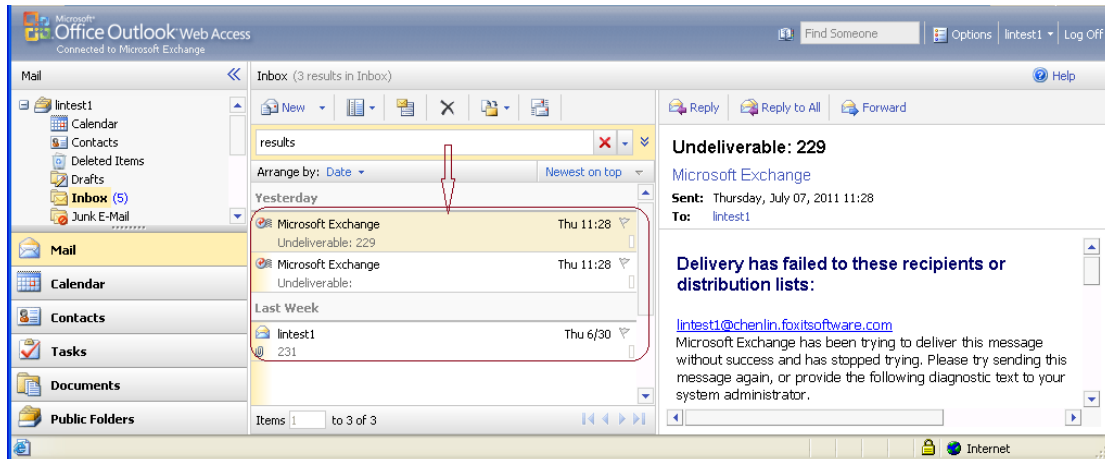 Microsoft®
Office Outlook Web Access
Connected to Microsoft Exchange
Find Someone
Options
lintest1
Log Off
Mail
Inbox (3 results in Inbox)
Help
lintest1
Calendar
Contacts
Deleted Items
Drafts
Inbox (5)
Junk E-Mail
Mail
Calendar
Contacts
Tasks
Documents
Public Folders
New
results
Arrange by: Date
Newest on top
Yesterday
Microsoft Exchange Thu 11:28
Undeliverable: 229
Microsoft Exchange Thu 11:28
Undeliverable:
Last Week
lintest1 Thu 6/30
231
Items 1 to 3 of 3
Reply
Reply to All
Forward
Undeliverable: 229
Microsoft Exchange
Sent: Thursday, July 07, 2011 11:28
To: lintest1
Delivery has failed to these recipients or
distribution lists:
lintest1@chenlin.foxitsoftware.com
Microsoft Exchange has been trying to deliver this message
without success and has stopped trying. Please try sending this
message again, or provide the following diagnostic text to your
system administrator.
Internet